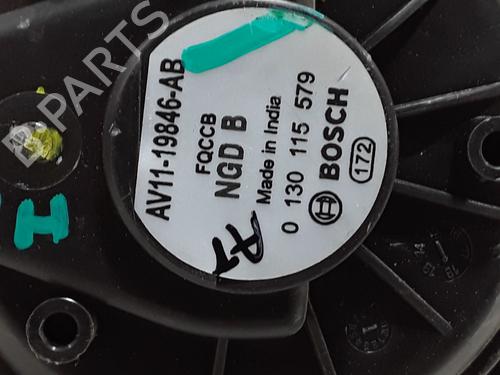 AV11-19846-AB
FQCCB
NGD B
Made in India
0 130 115 579
BOSCH
172
B-PARTS